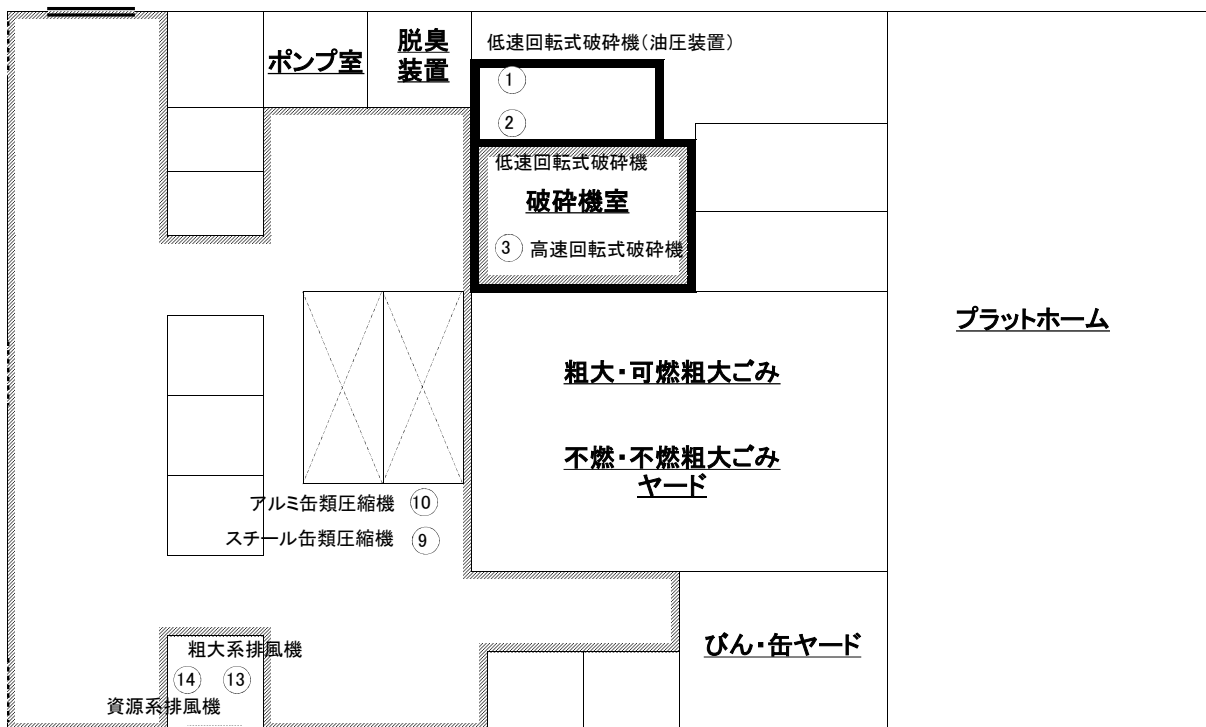 ポンプ室
脱臭
装置
低速回転式破砕機(油圧装置)
①
②
低速回転式破砕機
破砕機室
③ 高速回転式破砕機
プラットホーム
粗大・可燃粗大ごみ
不燃・不燃粗大ごみ
ヤード
アルミ缶類圧縮機 ⑩
スチール缶類圧縮機 ⑨
びん・缶ヤード
粗大系排風機
⑭ ⑬
資源系排風機